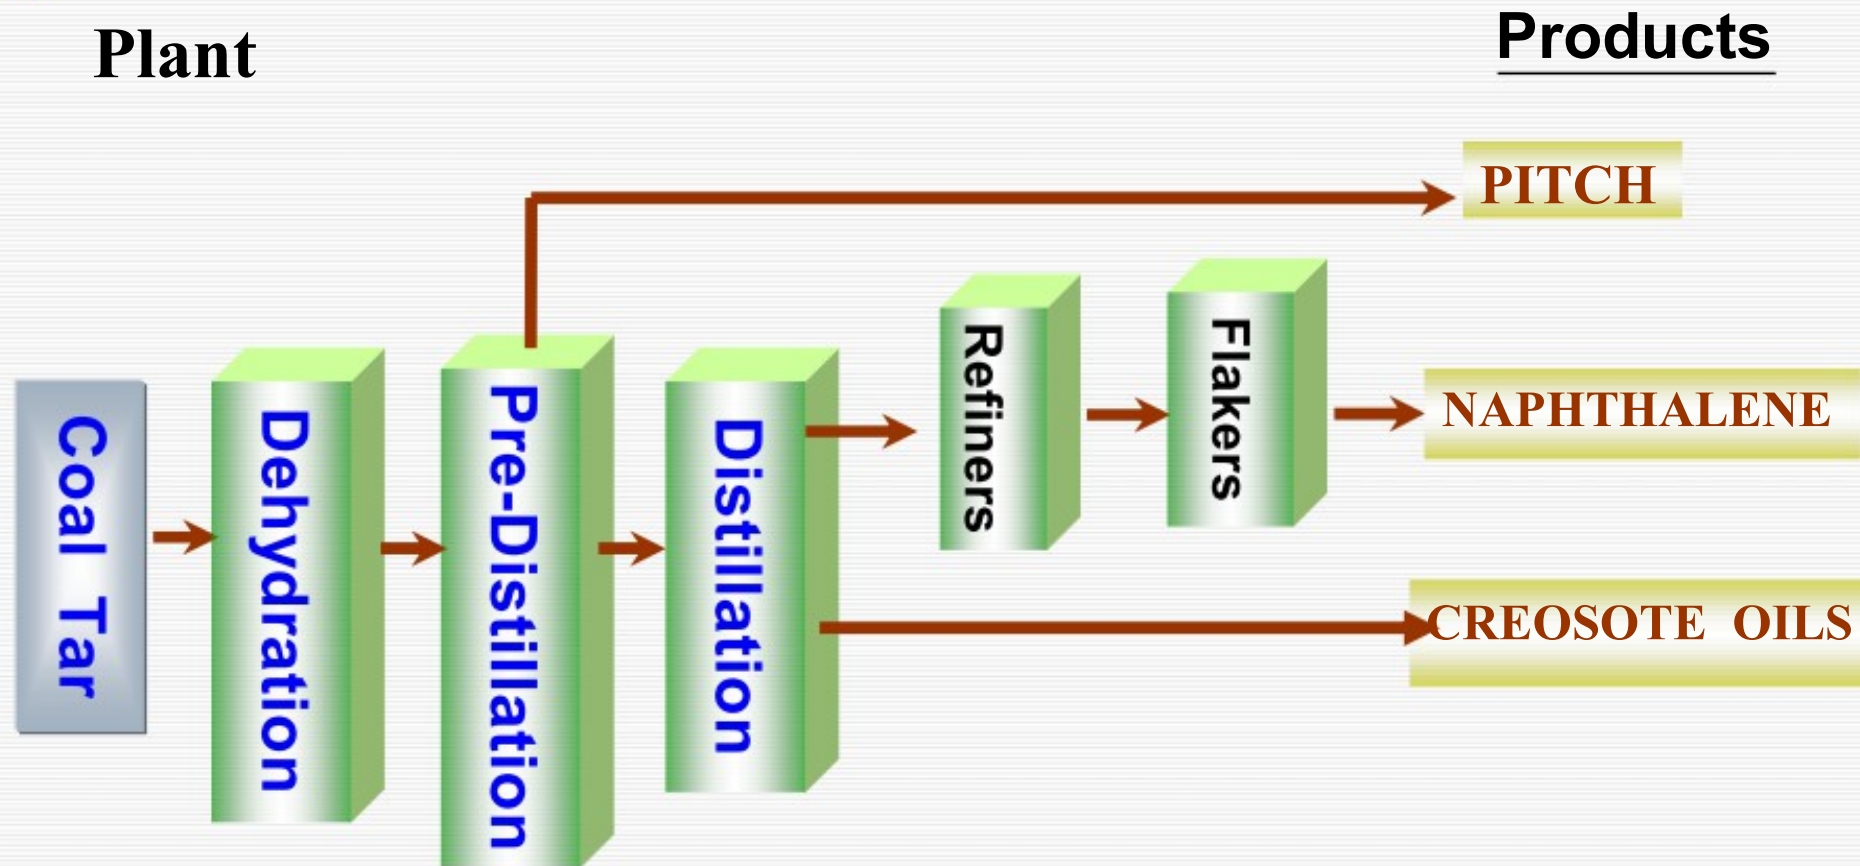 Plant
Products
PITCH
Coal Tar
Dehydration
Pre-Distillation
Distillation
Refiners
Flakers
NAPHTHALENE
CREOSOTE OILS